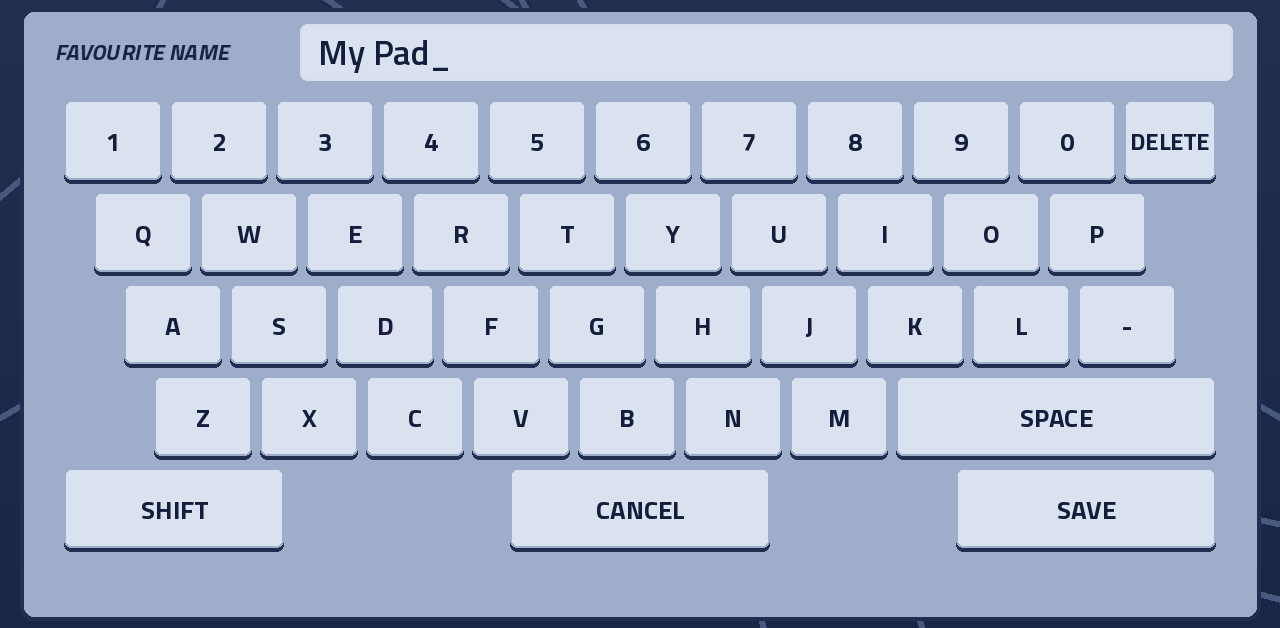 FAVOURITE NAME My Pad_
1 2 3 4 5 6 7 8 9 0 DELETE
Q W E R T Y U I O P
A S D F G H J K L -
Z X C V B N M SPACE
SHIFT CANCEL SAVE